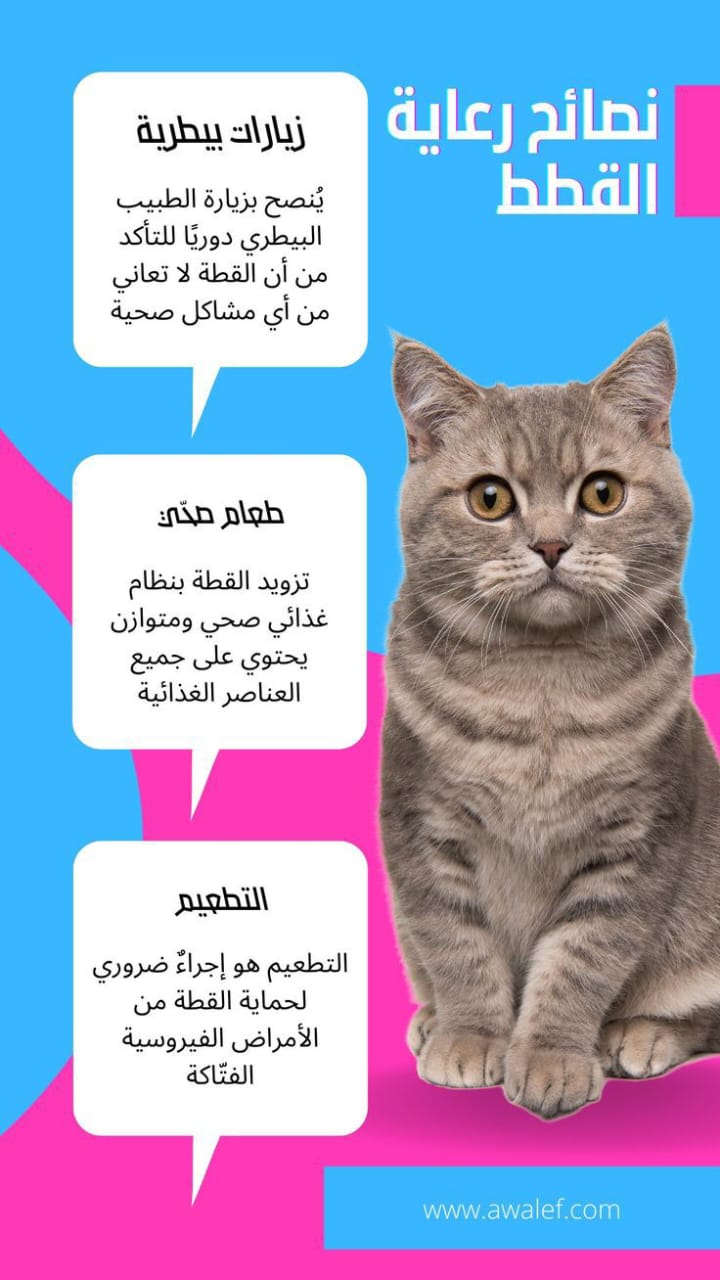 نصائح رعاية
القطط
زيارات بيطرية
يُنصح بزيارة الطبيب
البيطري دوريًا للتأكد
من أن القطة لا تعاني
من أي مشاكل صحية
طعام صحّي
تزويد القطة بنظام
غذائي صحي ومتوازن
يحتوي على جميع
العناصر الغذائية
التطعيم
التطعيم هو إجراءٌ ضروري
لحماية القطة من
الأمراض الفيروسية
الفتّاكة
www.awalef.com